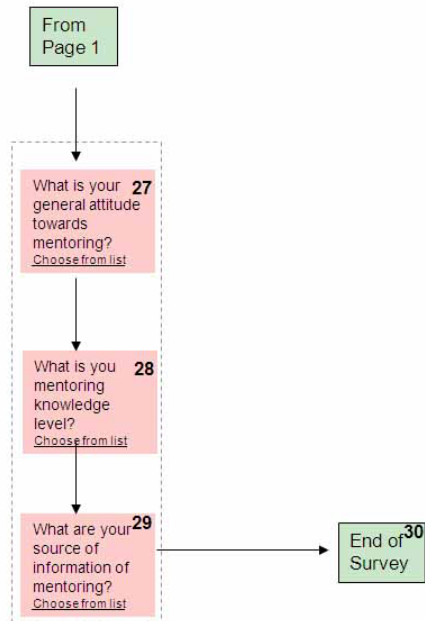 From
Page 1
What is your 27
general attitude
towards
mentoring?
Choose from list
What is you 28
mentoring
knowledge
level?
Choose from list
What are your 29
source of
information of
mentoring?
Choose from list
End of 30
Survey